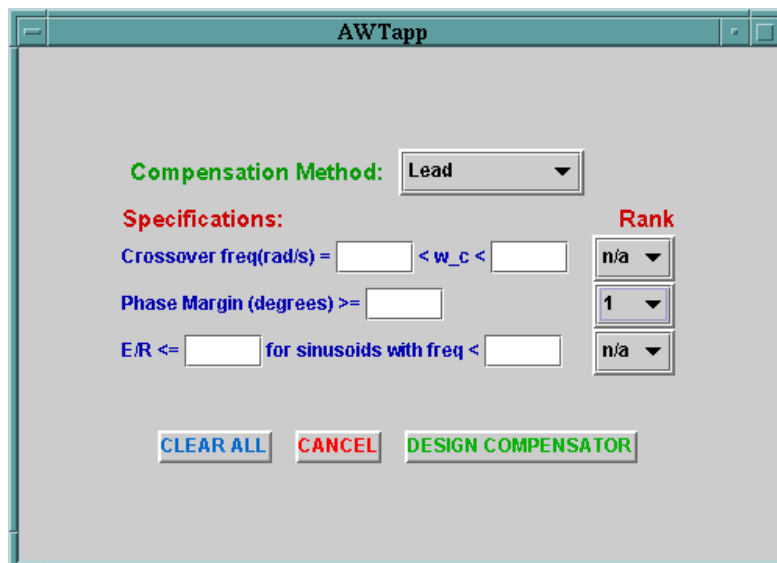 AWTapp
Compensation Method: Lead
Specifications: Rank
Crossover freq(rad/s) = < w_c < n/a
Phase Margin (degrees) >= 1
E/R <= for sinusoids with freq < n/a
CLEAR ALL CANCEL DESIGN COMPENSATOR